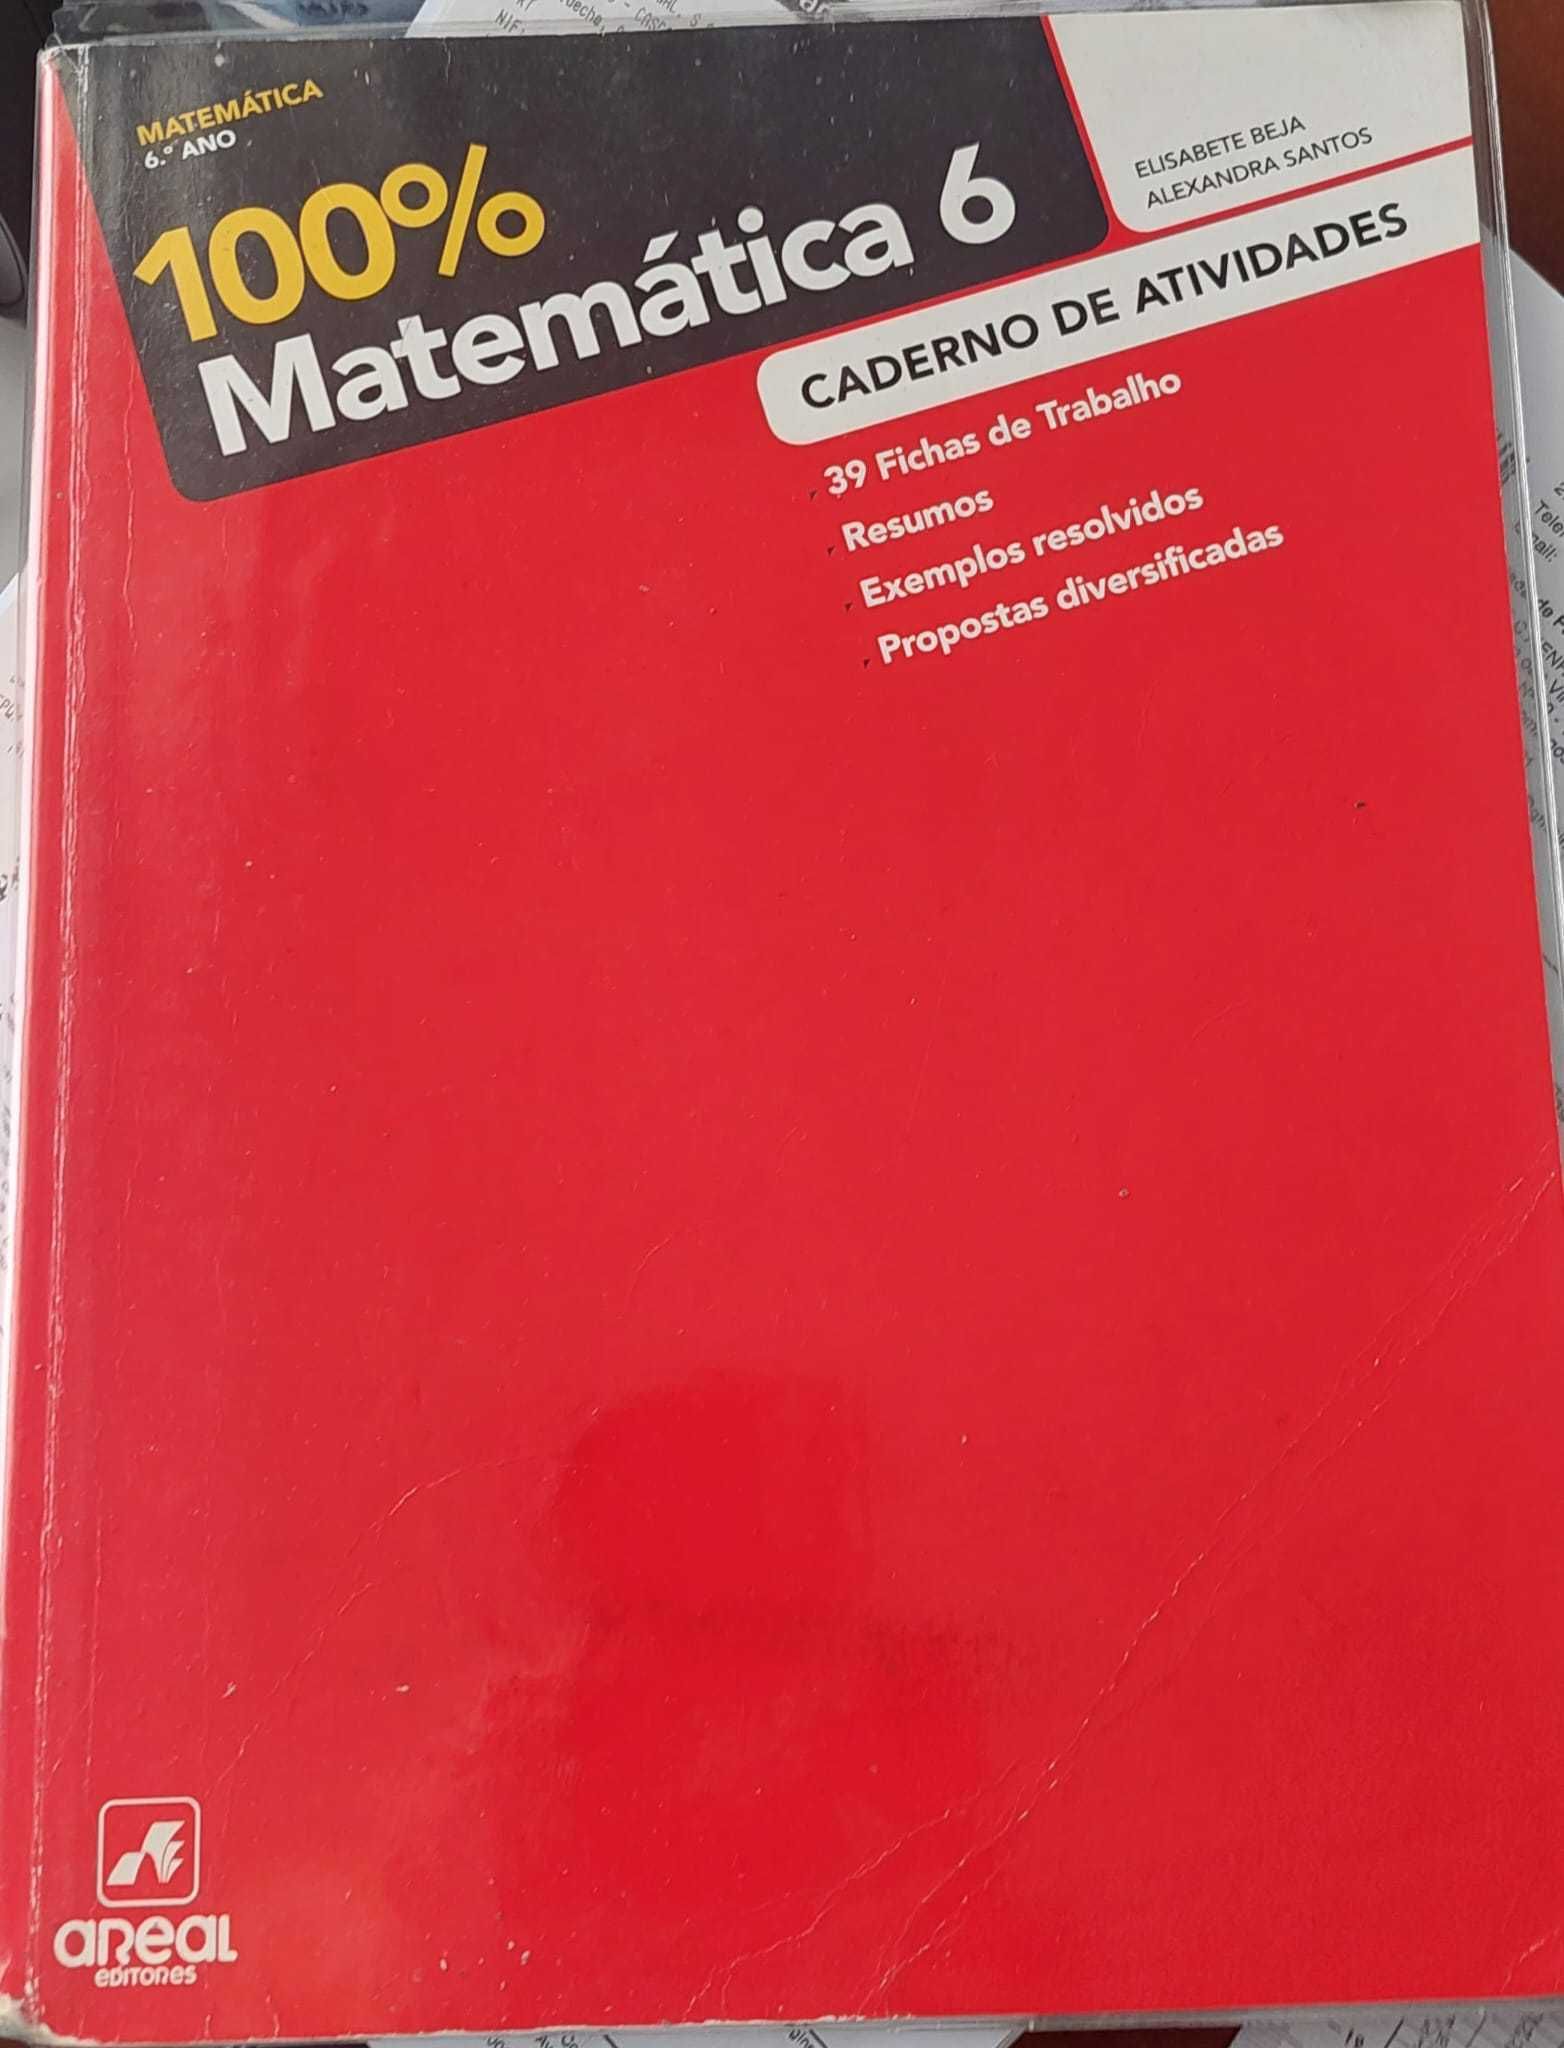 MATEMÁTICA
6.º ANO
100%
Matemática 6
ELISABETE BEJA
ALEXANDRA SANTOS
CADERNO DE ATIVIDADES
39 Fichas de Trabalho
Resumos
Exemplos resolvidos
Propostas diversificadas
aReaL
eDITORes